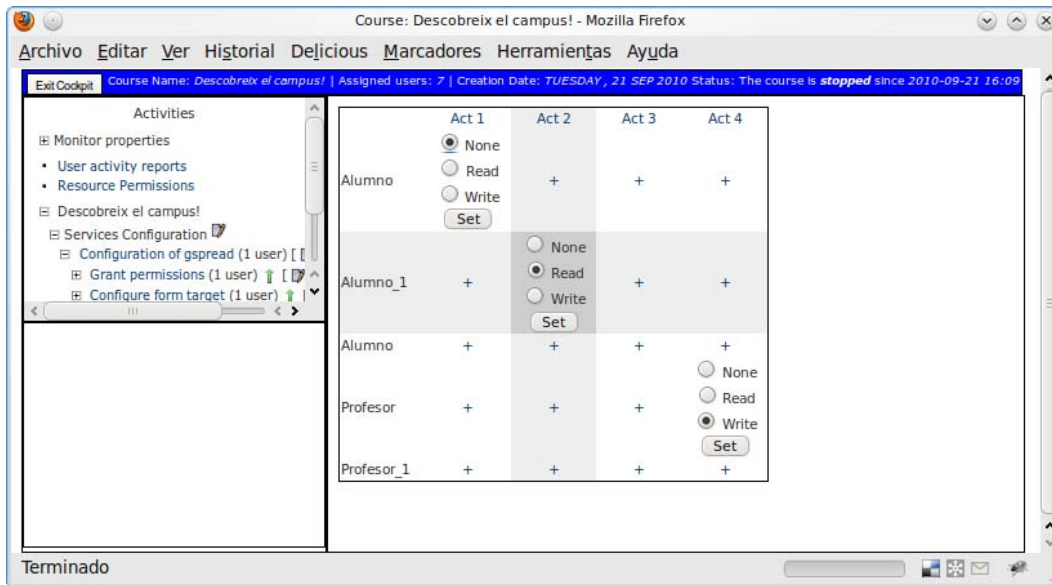 Course: Descobreix el campus! - Mozilla Firefox
Archivo Editar Ver Historial Delicious Marcadores Herramientas Ayuda
Exit Cockpit Course Name: Descobreix el campus! | Assigned users: 7 | Creation Date: TUESDAY, 21 SEP 2010 Status: The course is stopped since 2010-09-21 16:09
Activities
Monitor properties
User activity reports
Resource Permissions
Descobreix el campus!
Services Configuration
Configuration of gspread (1 user) [
Grant permissions (1 user) [
Configure form target (1 user)
Act 1 Act 2 Act 3 Act 4
None
Read
Alumno + + +
Write
Set
None
Read
Alumno_1 + + +
Write
Set
Alumno + + + +
None
Read
Profesor + + +
Write
Set
Profesor_1 + + + +
Terminado